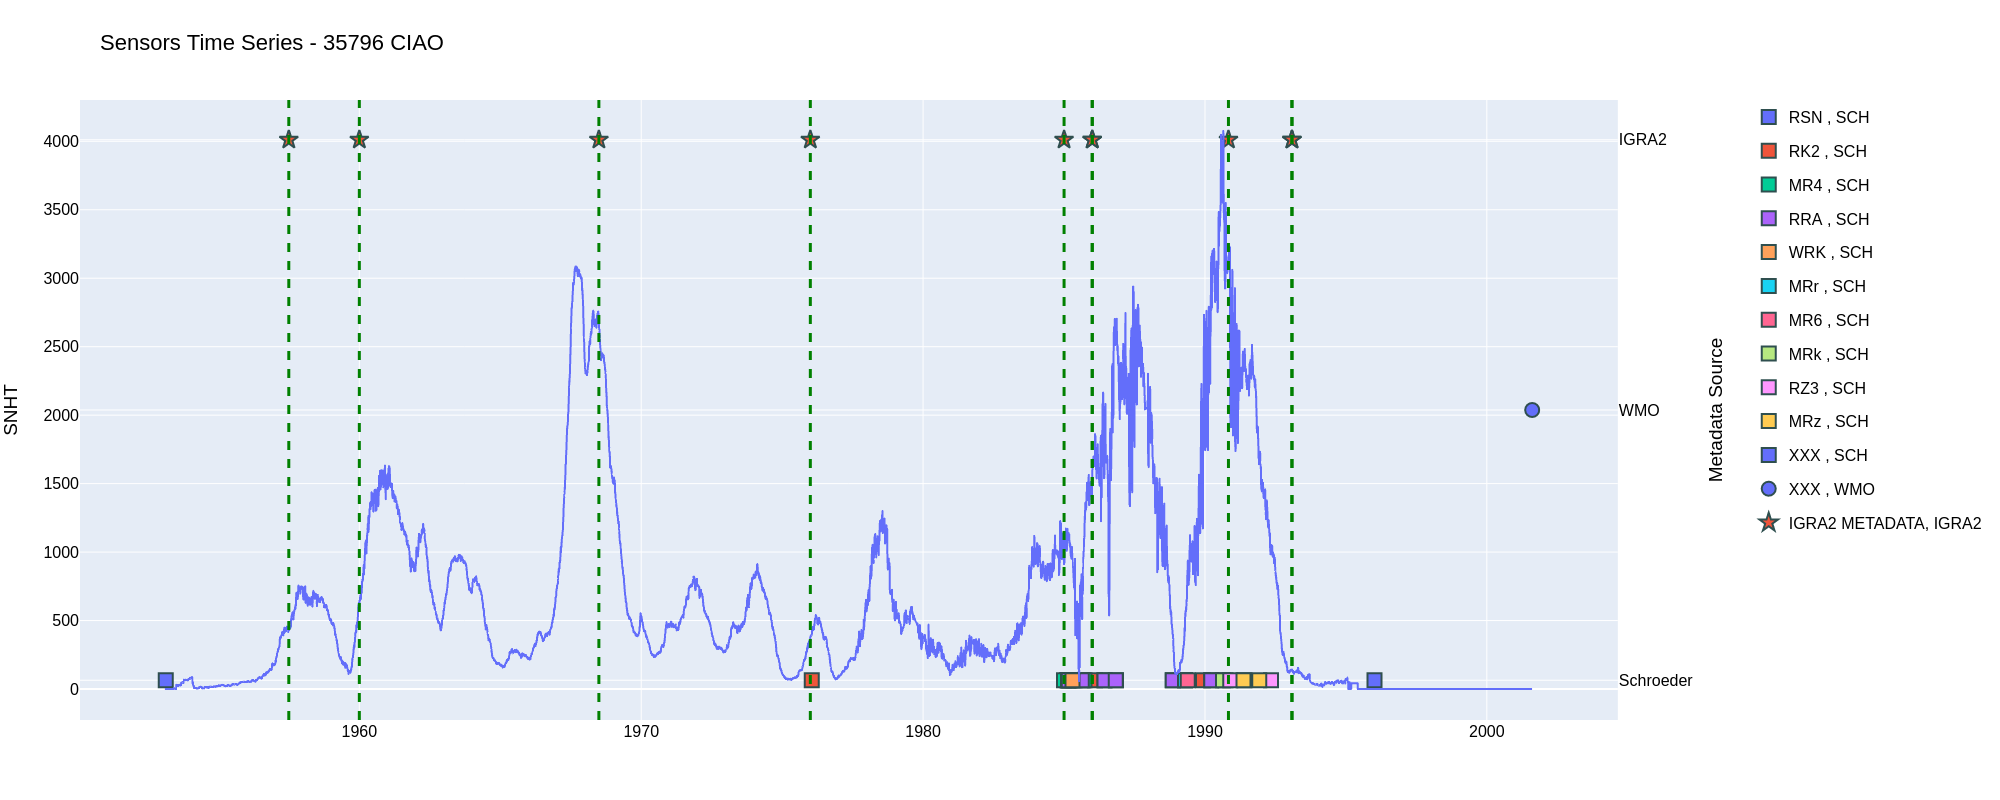 Sensors Time Series - 35796 CIAO
SNHT
4000
3500
3000
2500
2000
1500
1000
500
0
1960
1970
1980
1990
2000
IGRA2
WMO
Schroeder
Metadata Source
RSN , SCH
RK2 , SCH
MR4 , SCH
RRA , SCH
WRK , SCH
MRr , SCH
MR6 , SCH
MRk , SCH
RZ3 , SCH
MRz , SCH
XXX , SCH
XXX , WMO
IGRA2 METADATA, IGRA2